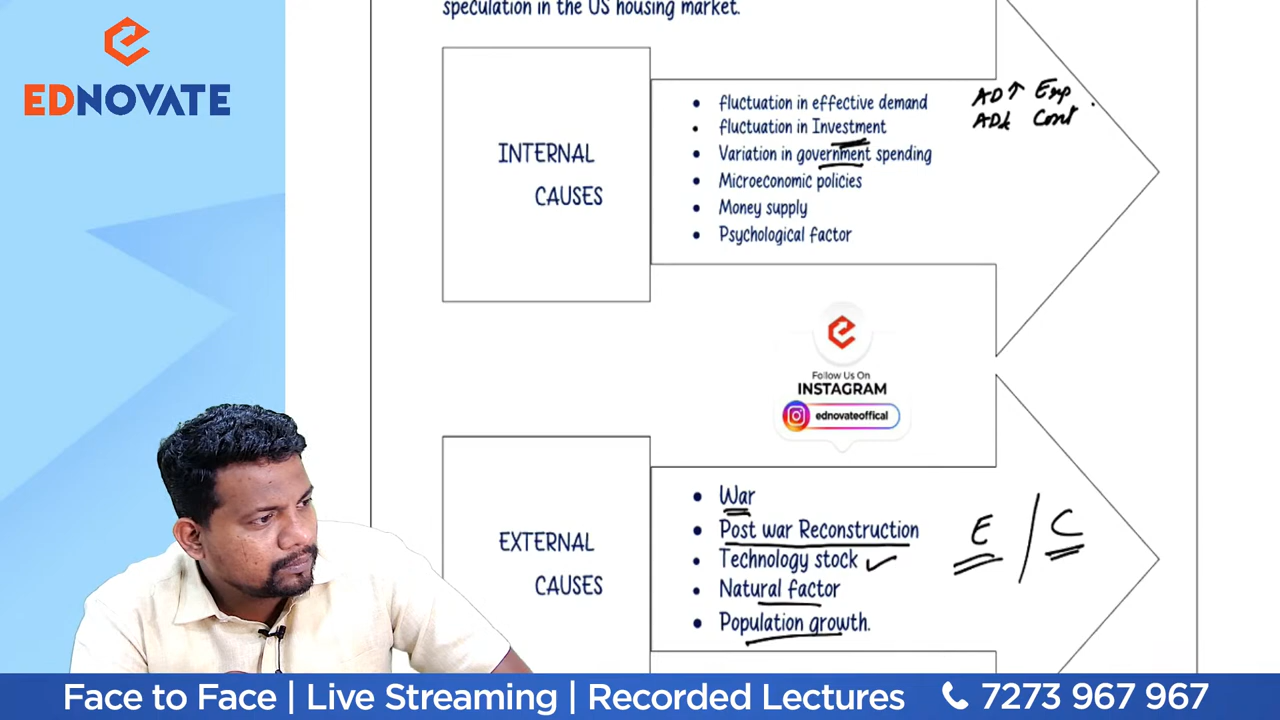 speculation in the US housing market.
EDNOVATE
INTERNAL
CAUSES
• fluctuation in effective demand
• fluctuation in Investment
• Variation in government spending
• Microeconomic policies
• Money supply
• Psychological factor
AD↑ Exp
AD↓ Cont
Follow Us On
INSTAGRAM
ednovateoffical
EXTERNAL
CAUSES
• War
• Post war Reconstruction
• Technology stock
• Natural factor
• Population growth.
E / C
Face to Face | Live Streaming | Recorded Lectures 7273 967 967